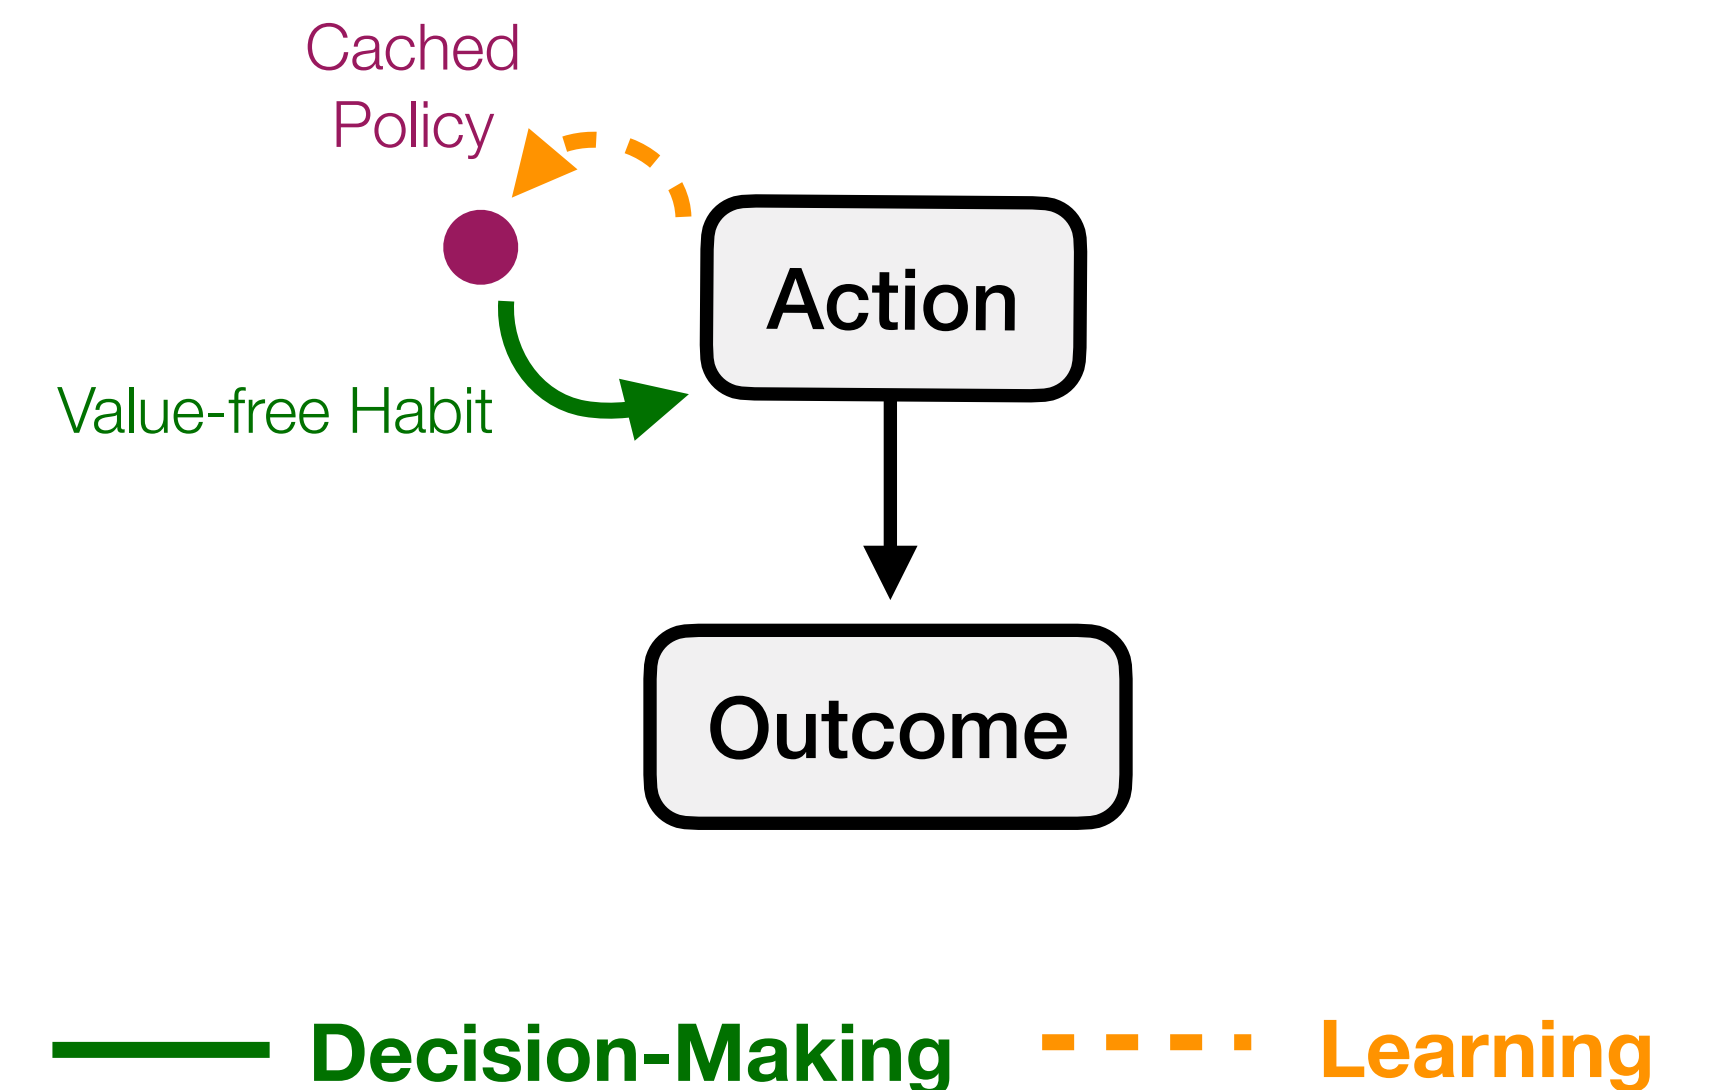 Cached
Policy
Action
Value-free Habit
Outcome
Decision-Making
Learning